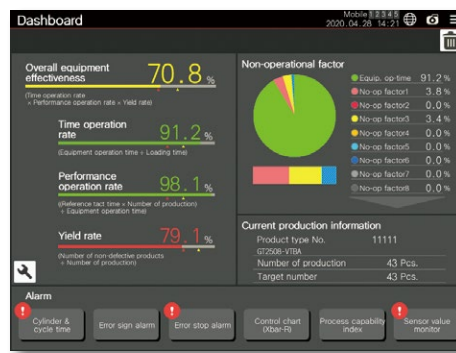 Dashboard
Mobile 1 2 3 4 5
2020.04.28 14:21
Overall equipment
effectiveness
70.8 %
(Time operation rate
× Performance operation rate × Yield rate)
Time operation
rate
91.2 %
(Equipment operation time ÷ Loading time)
Performance
operation rate
98.1 %
((Reference tact time × Number of production)
÷ Equipment operation time)
Yield rate
79.1 %
(Number of non-defective products
÷ Number of production)
Non-operational factor
Equip. op-time 91.2 %
No-op factor1 3.8 %
No-op factor2 0.0 %
No-op factor3 3.4 %
No-op factor4 0.0 %
No-op factor5 0.0 %
No-op factor6 0.0 %
No-op factor7 0.0 %
No-op factor8 0.0 %
Current production information
Product type No. 11111
GT2508-VTBA
Number of production 43 Pcs.
Target number 43 Pcs.
Alarm
! Cylinder &
cycle time
Error sign alarm
! Error stop alarm
Control chart
(Xbar-R)
Process capability
index
! Sensor value
monitor